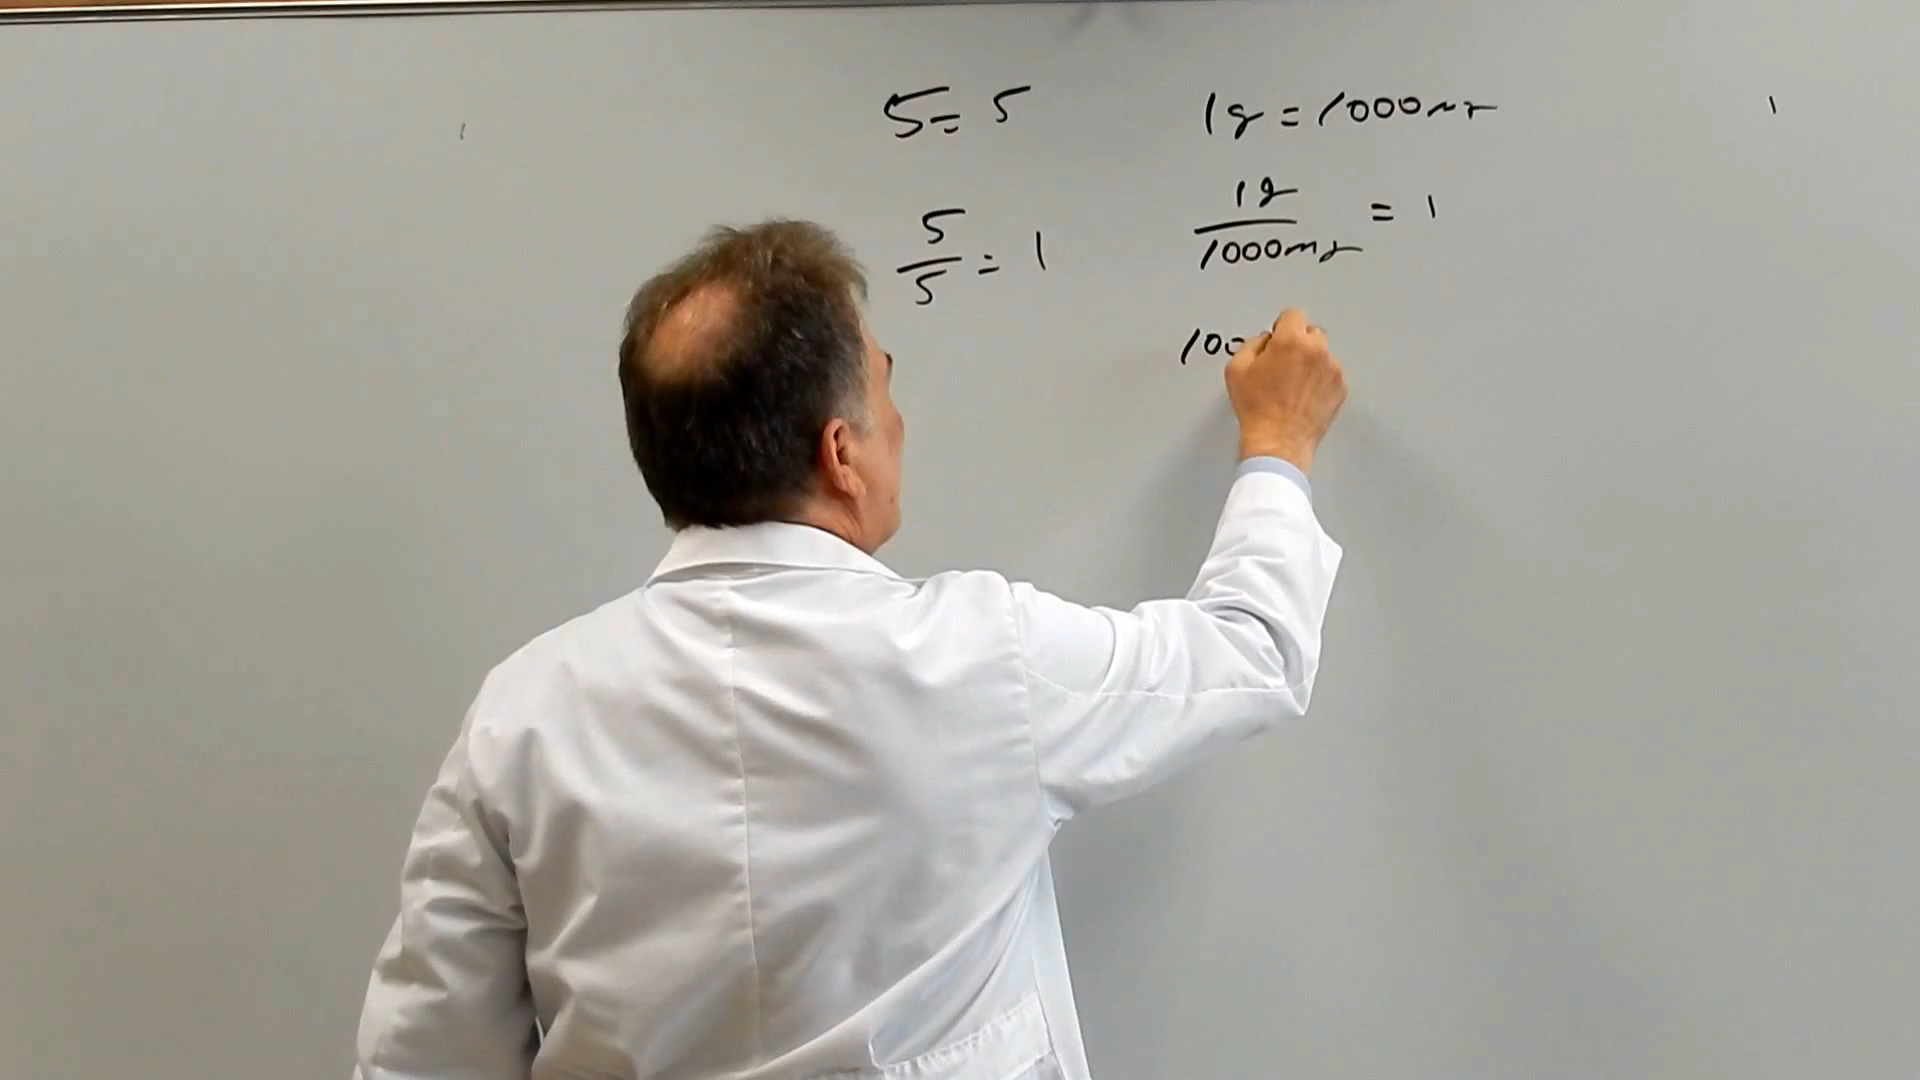 5 = 5
5/5 = 1
1g = 1000mg
1g/1000mg = 1
100